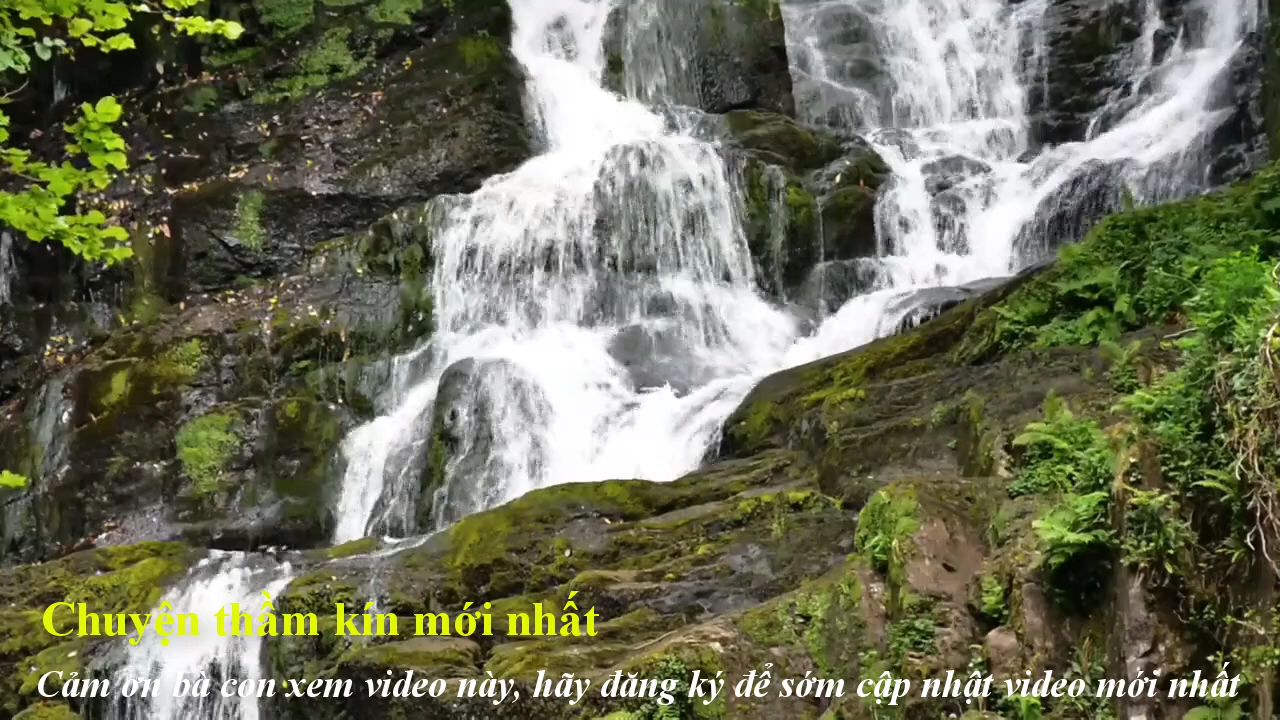 Chuyện thầm kín mới nhất
Cảm ơn bà con xem video này, hãy đăng ký để sớm cập nhật video mới nhất